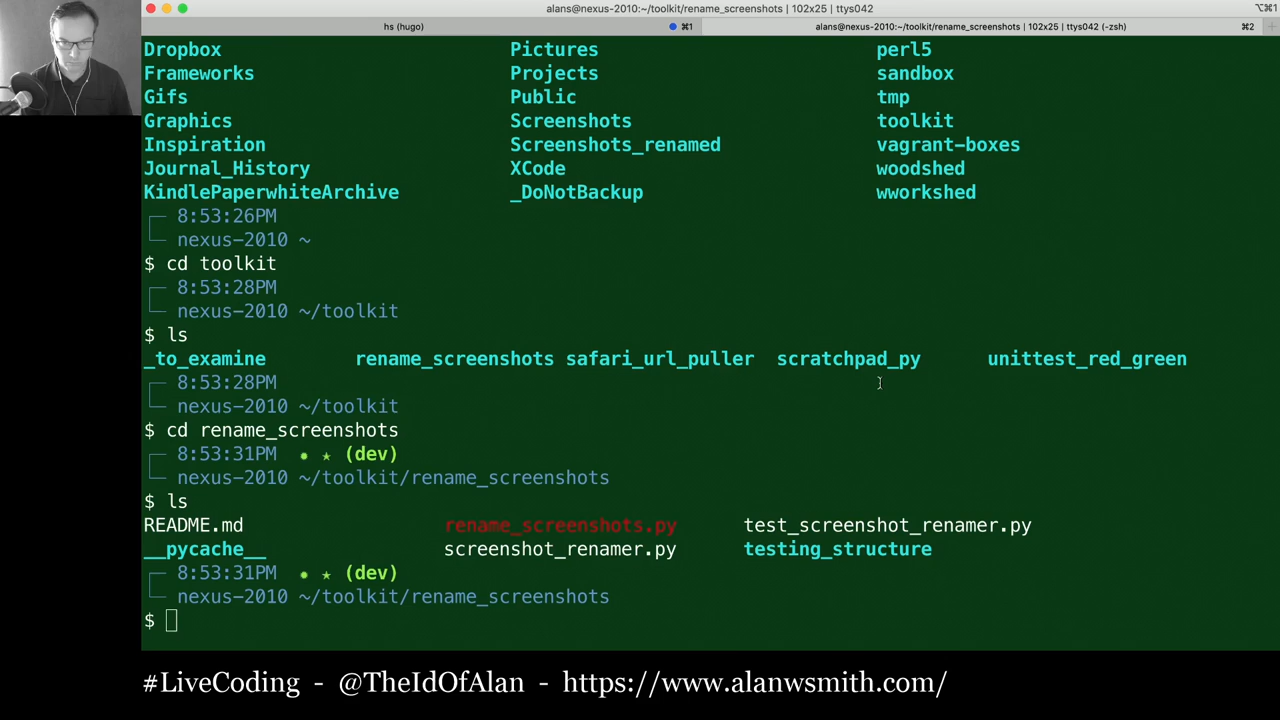 alans@nexus-2010:~/toolkit/rename_screenshots | 102x25 | ttys042
⌥⌘1
hs (hugo)
⌘1
alans@nexus-2010:~/toolkit/rename_screenshots | 102x25 | ttys042 (-zsh)
⌘2
+
Dropbox Pictures perl5
Frameworks Projects sandbox
Gifs Public tmp
Graphics Screenshots toolkit
Inspiration Screenshots_renamed vagrant-boxes
Journal_History XCode woodshed
KindlePaperwhiteArchive _DoNotBackup wworkshed
8:53:26PM
nexus-2010 ~
$ cd toolkit
8:53:28PM
nexus-2010 ~/toolkit
$ ls
_to_examine rename_screenshots safari_url_puller scratchpad_py unittest_red_green
8:53:28PM
nexus-2010 ~/toolkit
$ cd rename_screenshots
8:53:31PM ✹ ★ (dev)
nexus-2010 ~/toolkit/rename_screenshots
$ ls
README.md rename_screenshots.py test_screenshot_renamer.py
__pycache__ screenshot_renamer.py testing_structure
8:53:31PM ✹ ★ (dev)
nexus-2010 ~/toolkit/rename_screenshots
$
#LiveCoding - @TheIdOfAlan - https://www.alanwsmith.com/